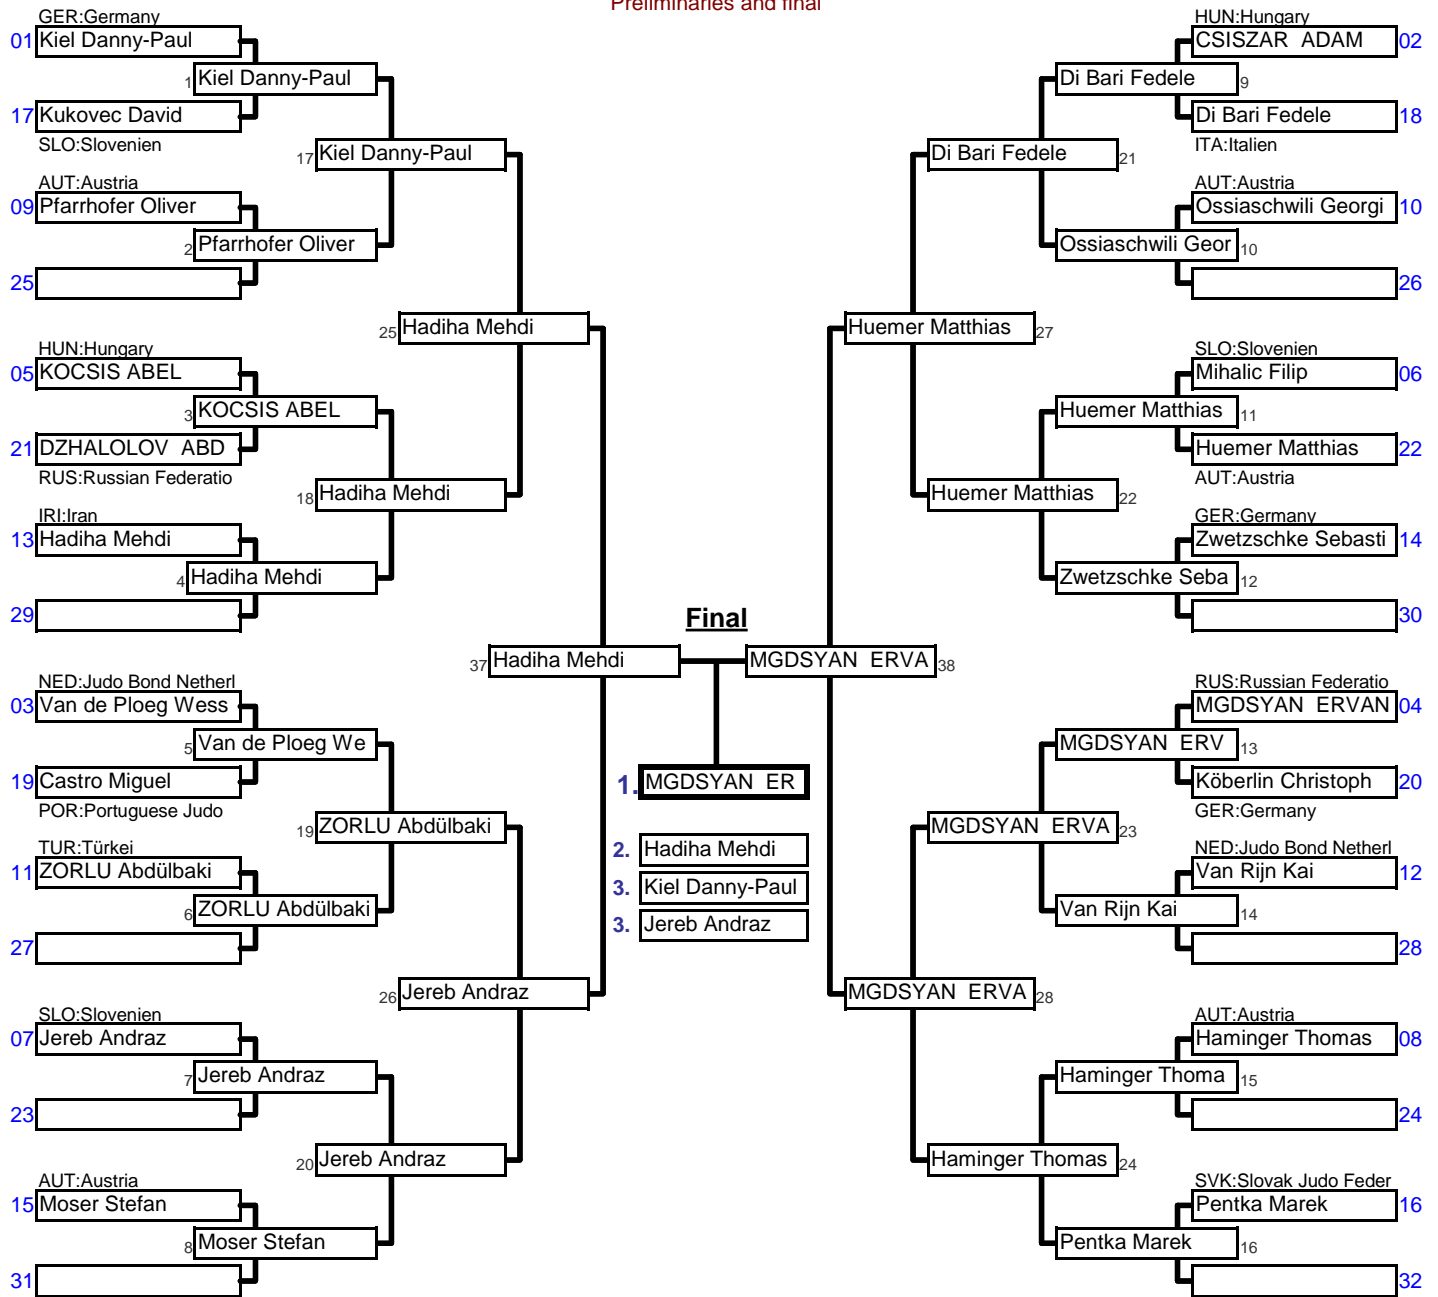 Preliminaries and final
GER:Germany
01 Kiel Danny-Paul
1 Kiel Danny-Paul
17 Kukovec David
SLO:Slovenien
17 Kiel Danny-Paul
AUT:Austria
09 Pfarrhofer Oliver
2 Pfarrhofer Oliver
25
25 Hadiha Mehdi
HUN:Hungary
05 KOCSIS ABEL
3 KOCSIS ABEL
21 DZHALOLOV ABD
RUS:Russian Federatio
18 Hadiha Mehdi
IRI:Iran
13 Hadiha Mehdi
4 Hadiha Mehdi
29
37 Hadiha Mehdi
NED:Judo Bond Netherl
03 Van de Ploeg Wess
5 Van de Ploeg We
19 Castro Miguel
POR:Portuguese Judo
19 ZORLU Abdülbaki
TUR:Türkei
11 ZORLU Abdülbaki
6 ZORLU Abdülbaki
27
26 Jereb Andraz
SLO:Slovenien
07 Jereb Andraz
7 Jereb Andraz
23
20 Jereb Andraz
AUT:Austria
15 Moser Stefan
8 Moser Stefan
31
Final
1. MGDSYAN ER
2. Hadiha Mehdi
3. Kiel Danny-Paul
3. Jereb Andraz
HUN:Hungary
CSISZAR ADAM 02
Di Bari Fedele 9
Di Bari Fedele 18
ITA:Italien
Di Bari Fedele 21
AUT:Austria
Ossiaschwili Georgi 10
Ossiaschwili Geor 10
26
Huemer Matthias 27
SLO:Slovenien
Mihalic Filip 06
Huemer Matthias 11
Huemer Matthias 22
AUT:Austria
Huemer Matthias 22
GER:Germany
Zwetzschke Sebasti 14
Zwetzschke Seba 12
30
MGDSYAN ERVA 38
RUS:Russian Federatio
MGDSYAN ERVAN 04
MGDSYAN ERV 13
Köberlin Christoph 20
GER:Germany
MGDSYAN ERVA 23
NED:Judo Bond Netherl
Van Rijn Kai 12
Van Rijn Kai 14
28
MGDSYAN ERVA 28
AUT:Austria
Haminger Thomas 08
Haminger Thoma 15
24
Haminger Thomas 24
SVK:Slovak Judo Feder
Pentka Marek 16
Pentka Marek 16
32